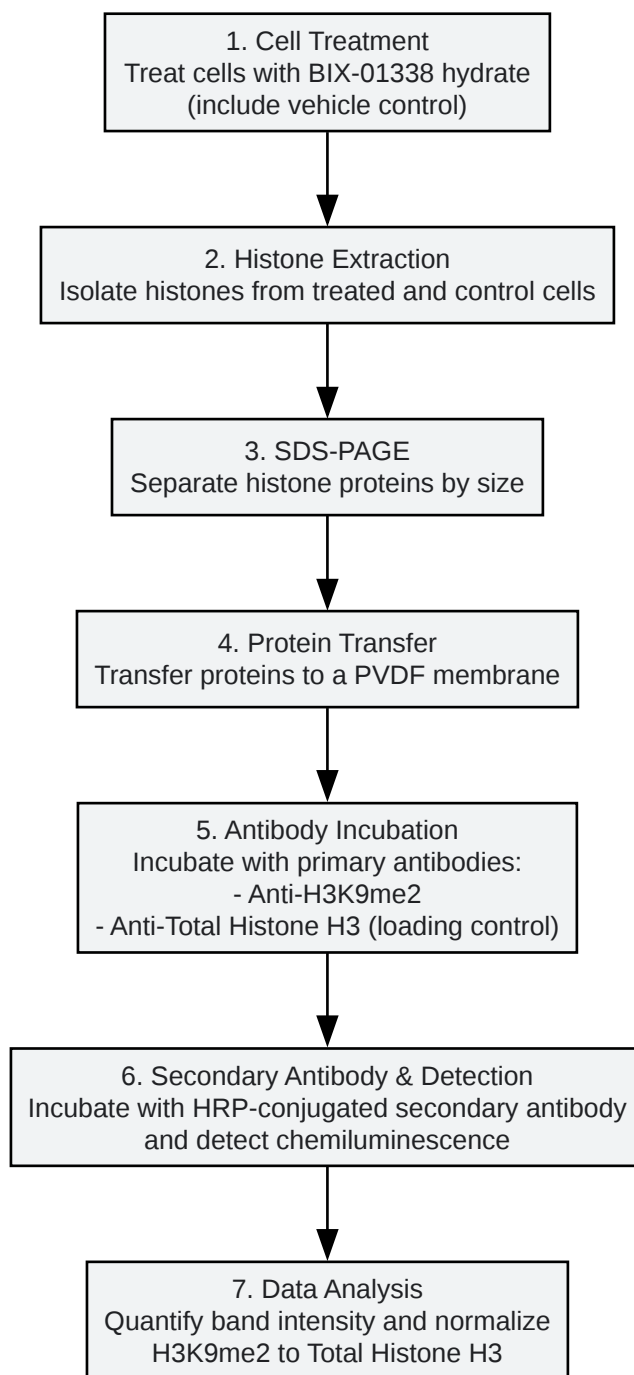 1. Cell Treatment
Treat cells with BIX-01338 hydrate
(include vehicle control)
2. Histone Extraction
Isolate histones from treated and control cells
3. SDS-PAGE
Separate histone proteins by size
4. Protein Transfer
Transfer proteins to a PVDF membrane
5. Antibody Incubation
Incubate with primary antibodies:
- Anti-H3K9me2
- Anti-Total Histone H3 (loading control)
6. Secondary Antibody & Detection
Incubate with HRP-conjugated secondary antibody
and detect chemiluminescence
7. Data Analysis
Quantify band intensity and normalize
H3K9me2 to Total Histone H3